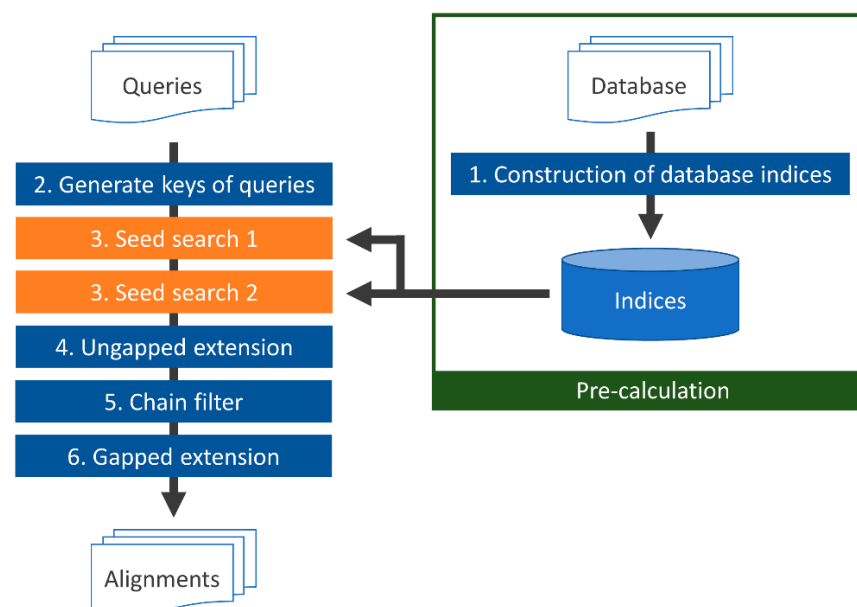 Queries
2. Generate keys of queries
3. Seed search 1
3. Seed search 2
4. Ungapped extension
5. Chain filter
6. Gapped extension
Alignments
Database
1. Construction of database indices
Indices
Pre-calculation